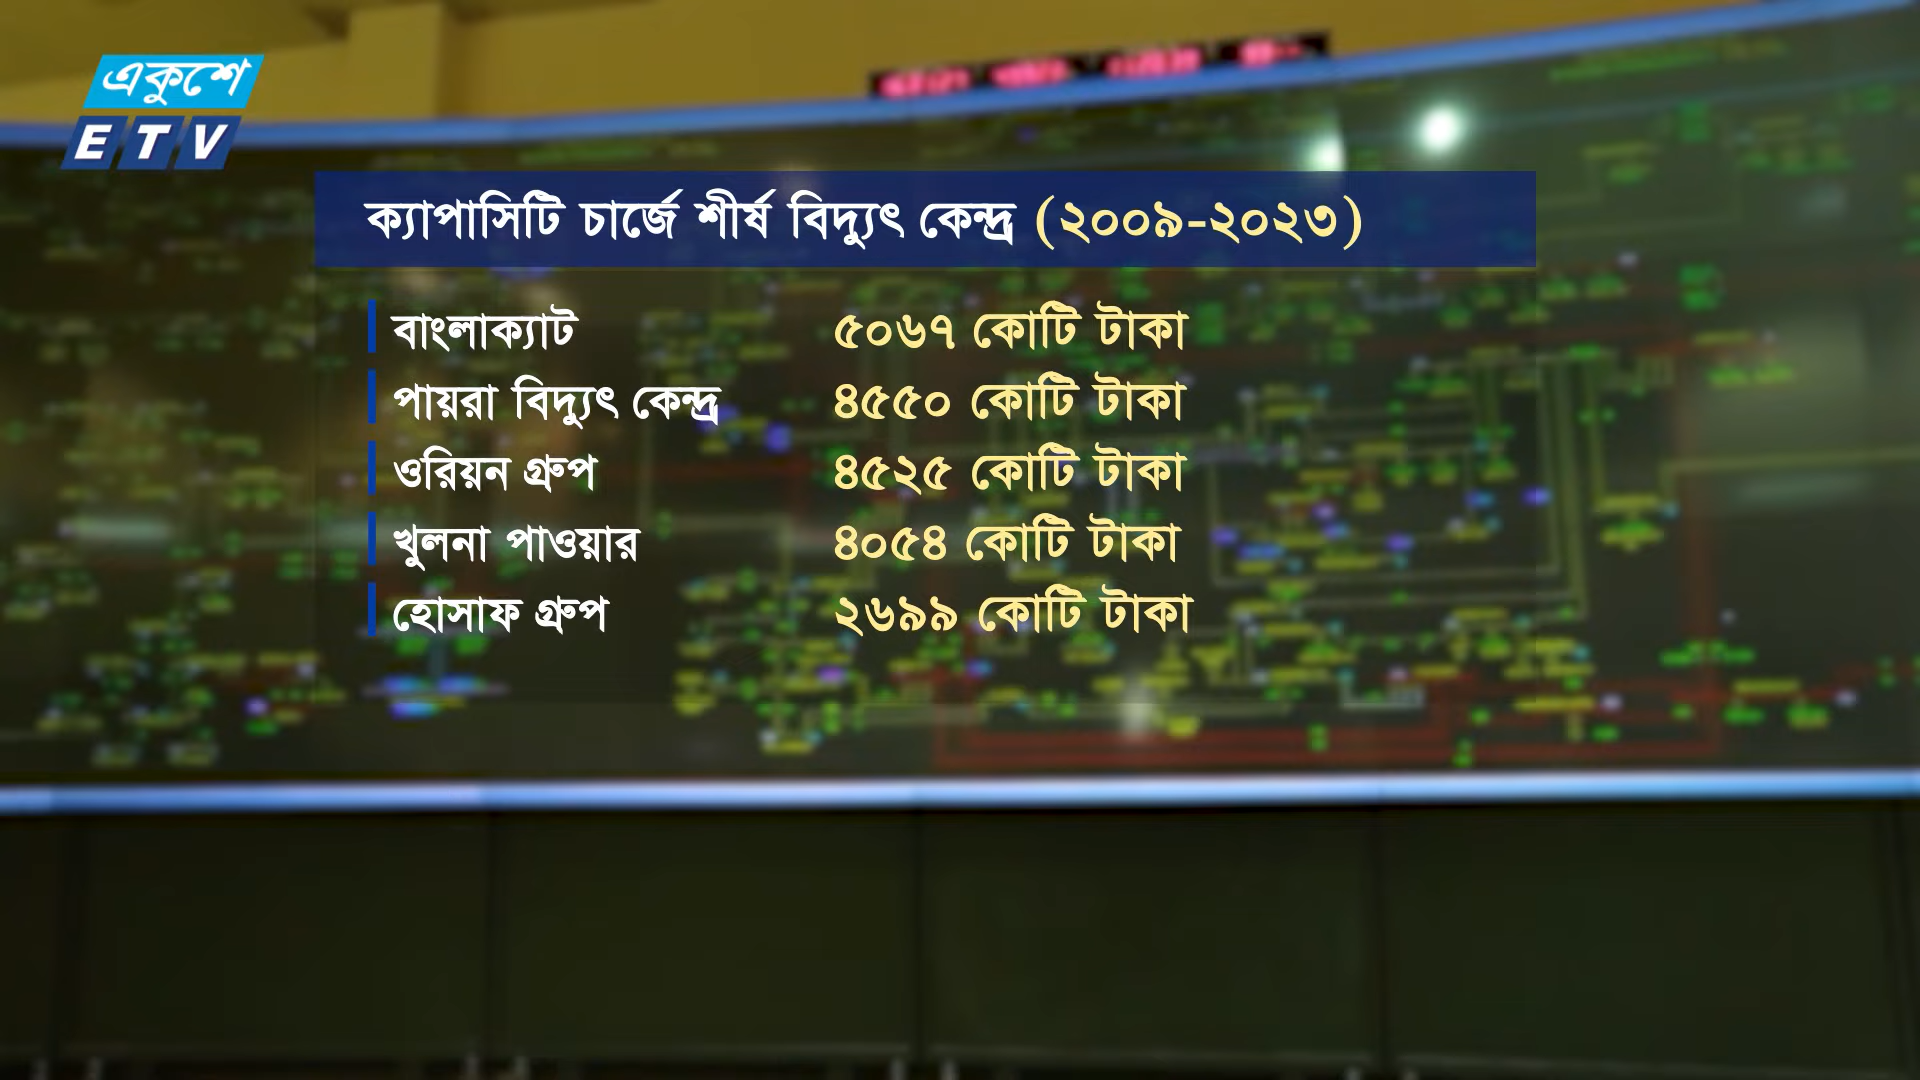 একুশে
ETV
ক্যাপাসিটি চার্জে শীর্ষ বিদ্যুৎ কেন্দ্র (২০০৯-২০২৩)
বাংলাক্যাট ৫০৬৭ কোটি টাকা
পায়রা বিদ্যুৎ কেন্দ্র ৪৫৫০ কোটি টাকা
ওরিয়ন গ্রুপ ৪৫২৫ কোটি টাকা
খুলনা পাওয়ার ৪০৫৪ কোটি টাকা
হোসাফ গ্রুপ ২৬৯৯ কোটি টাকা